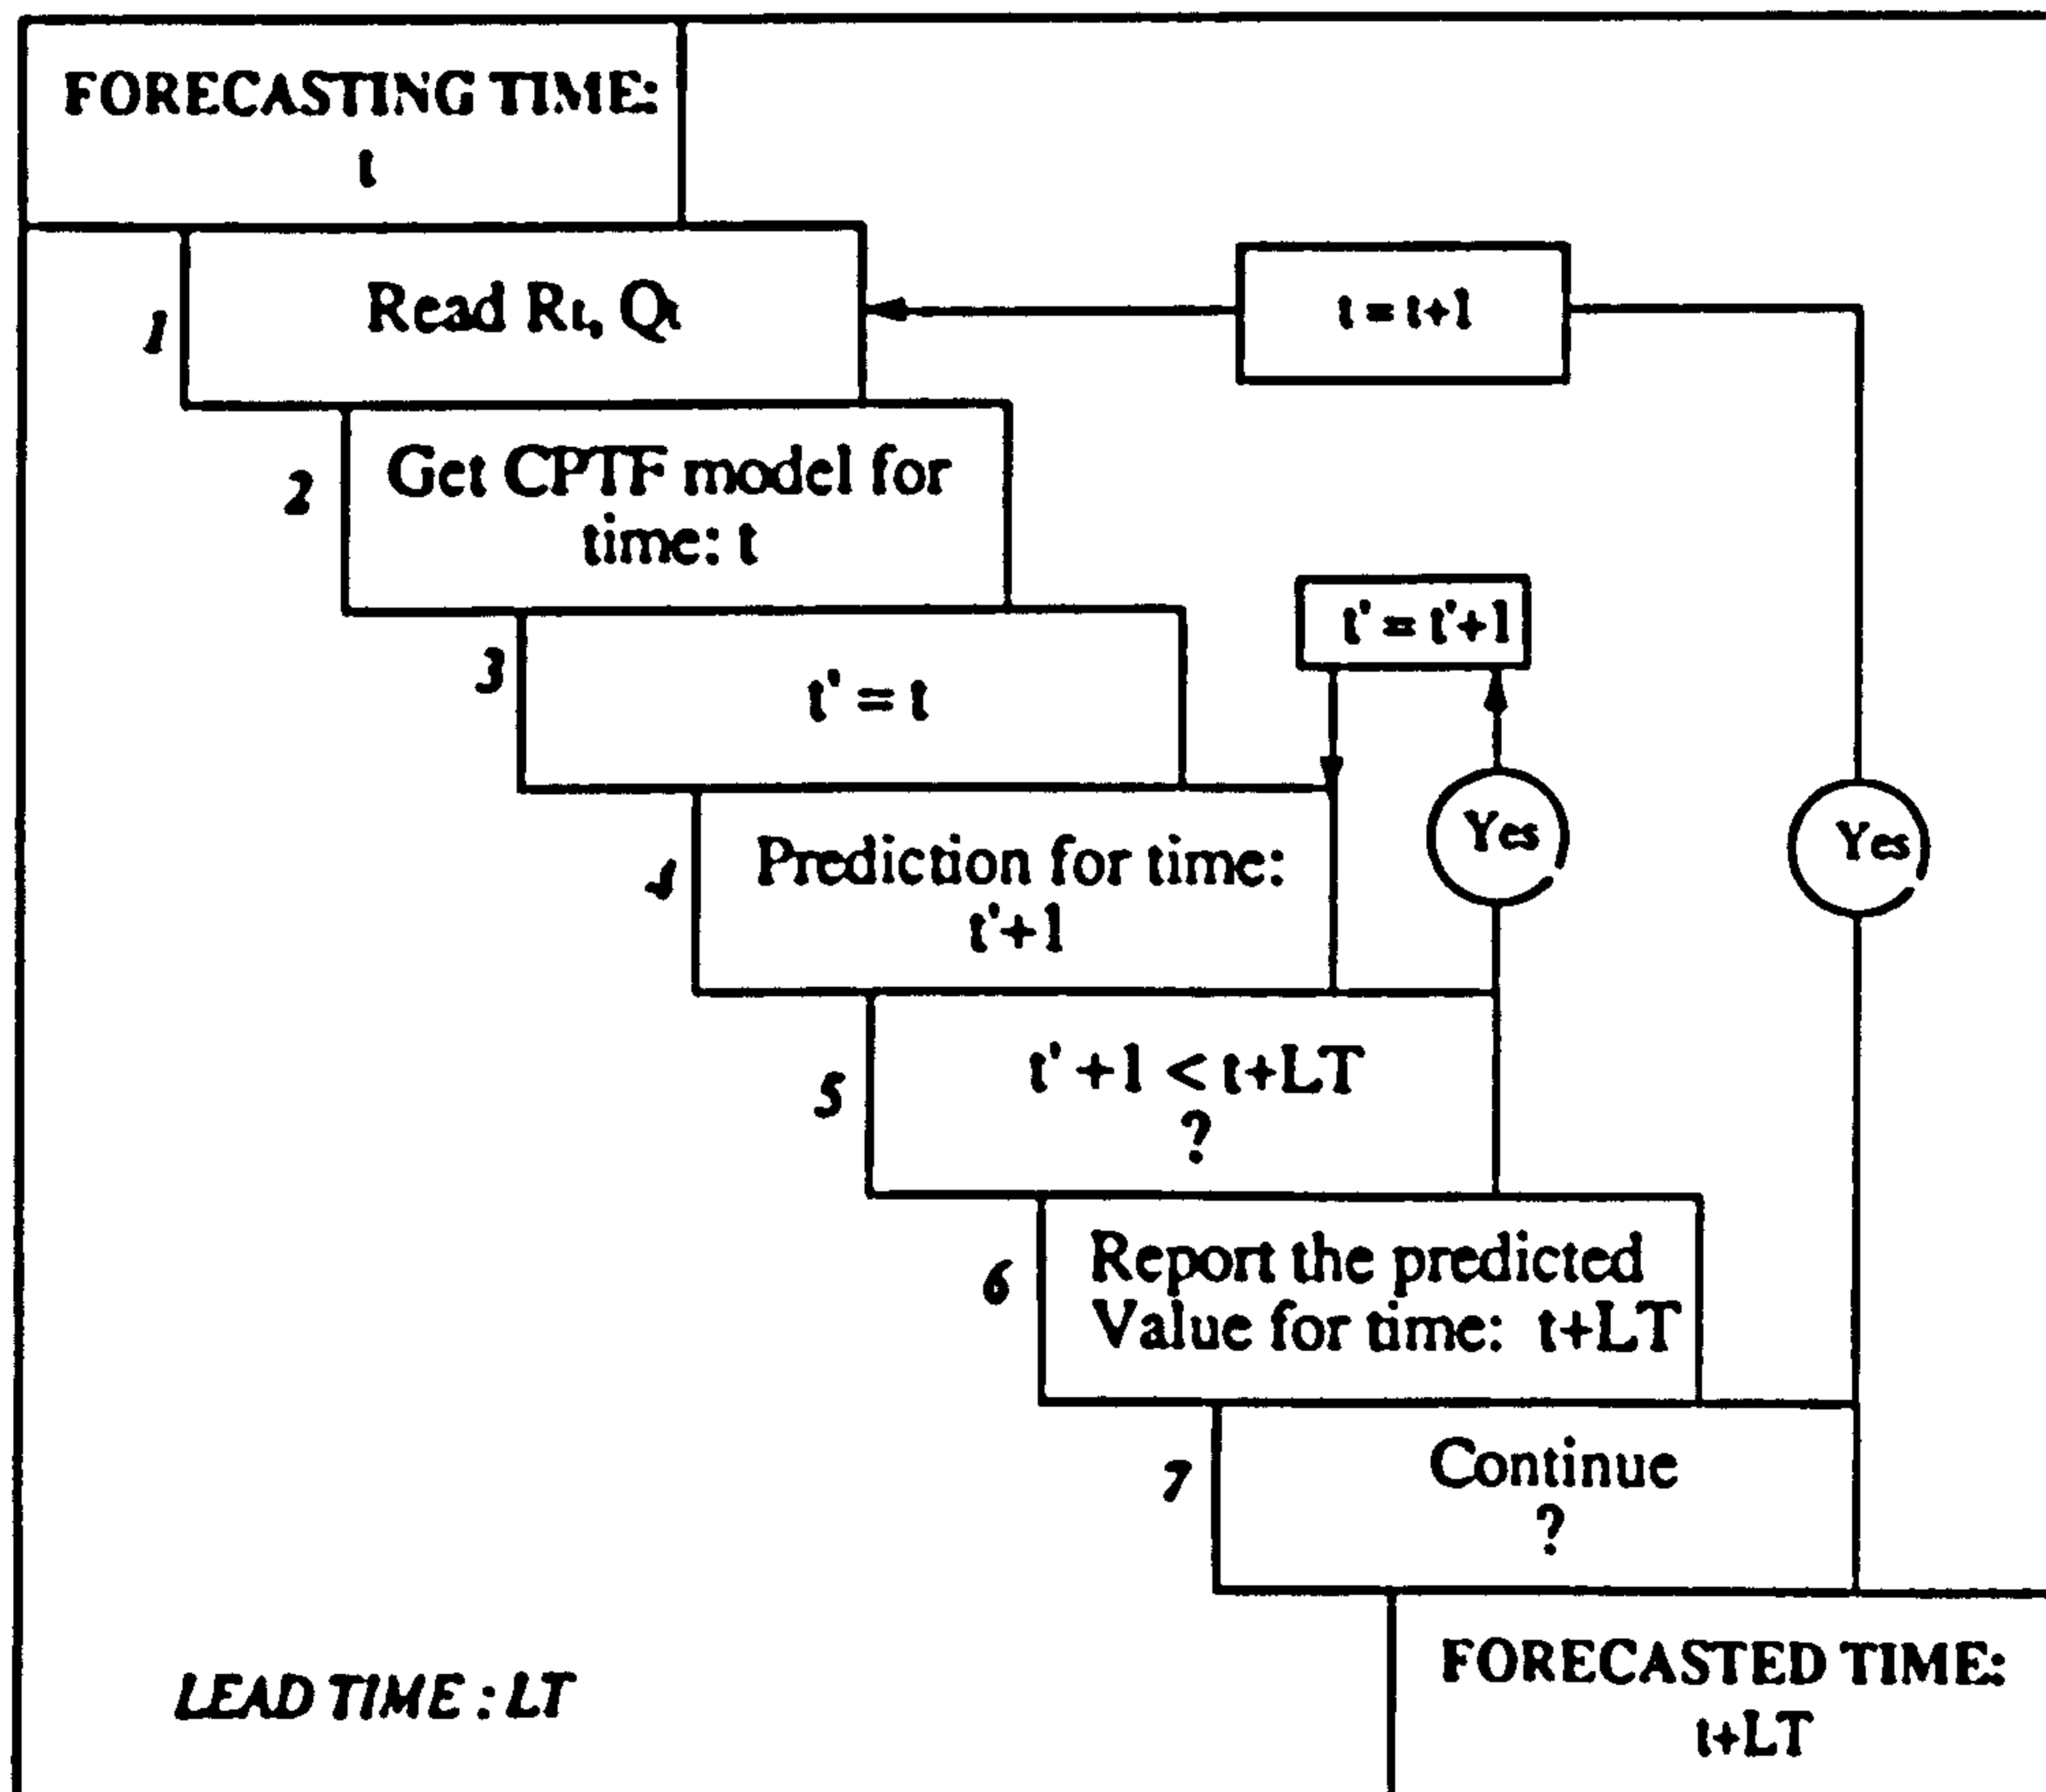 FORECASTING TIME:
t
1
Read Rt, Qt
t = t+1
2
Get CPTF model for
time: t
t' = t'+1
3
t' = t
Yes
Yes
4
Prediction for time:
t'+1
5
t' +1 < t+LT
?
6
Report the predicted
Value for time: t+LT
7
Continue
?
LEAD TIME : LT
FORECASTED TIME:
t+LT